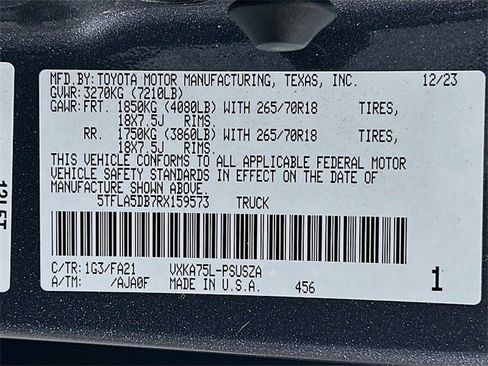 MFD.BY:TOYOTA MOTOR MANUFACTURING, TEXAS, INC. 12/23
GVWR:3270KG (7210LB)
GAWR:FRT. 1850KG (4080LB) WITH 265/70R18 TIRES,
18X7.5J RIMS.
RR. 1750KG (3860LB) WITH 265/70R18 TIRES,
18X7.5J RIMS.
THIS VEHICLE CONFORMS TO ALL APPLICABLE FEDERAL MOTOR
VEHICLE SAFETY STANDARDS IN EFFECT ON THE DATE OF
MANUFACTURE SHOWN ABOVE.
5TFLA5DB7RX159573 TRUCK
C/TR: 1G3/FA21 VXKA75L-PSUSZA
A/TM: /AJA0F MADE IN U.S.A. 456 1